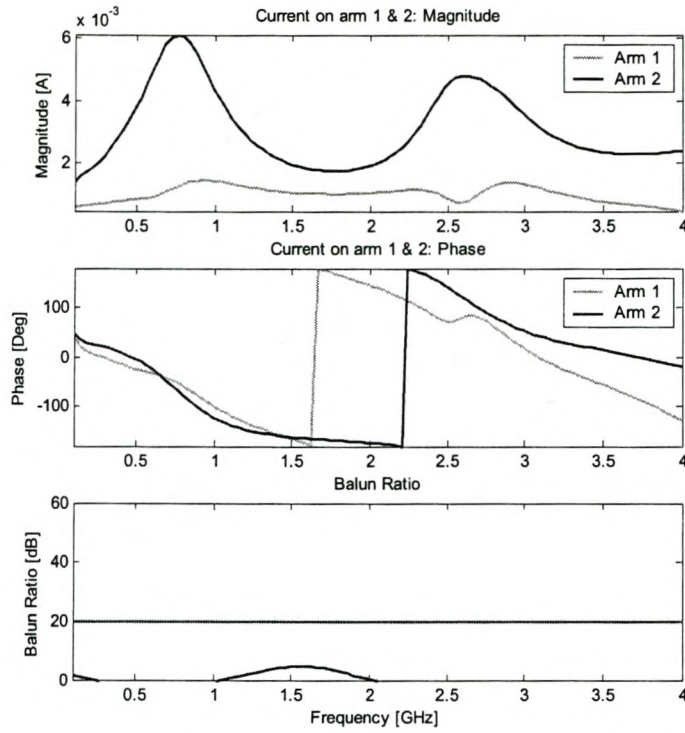 Current on arm 1 & 2: Magnitude
x 10^-3
6
4
2
Magnitude [A]
Arm 1
Arm 2
0.5 1 1.5 2 2.5 3 3.5 4
Current on arm 1 & 2: Phase
100
0
-100
Phase [Deg]
Arm 1
Arm 2
0.5 1 1.5 2 2.5 3 3.5 4
Balun Ratio
60
40
20
0
Balun Ratio [dB]
0.5 1 1.5 2 2.5 3 3.5 4
Frequency [GHz]